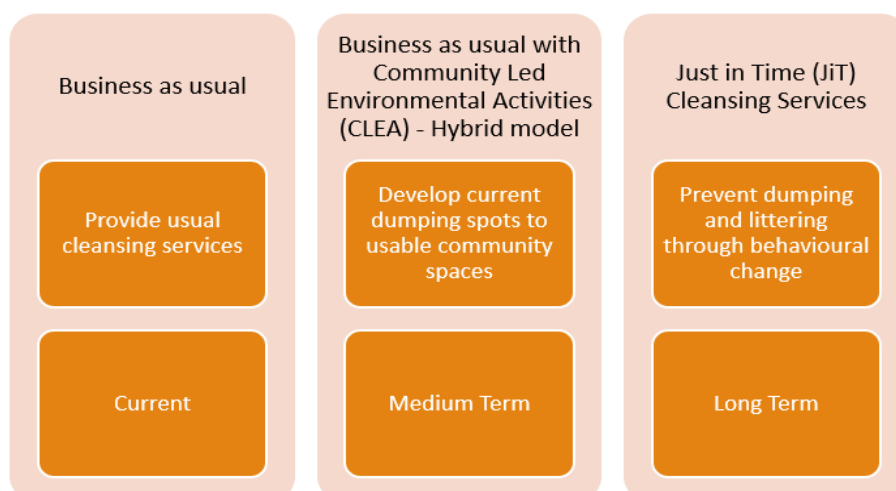 Business as usual
Provide usual
cleansing services
Current
Business as usual with
Community Led
Environmental Activities
(CLEA) - Hybrid model
Develop current
dumping spots to
usable community
spaces
Medium Term
Just in Time (JiT)
Cleansing Services
Prevent dumping
and littering
through behavioural
change
Long Term